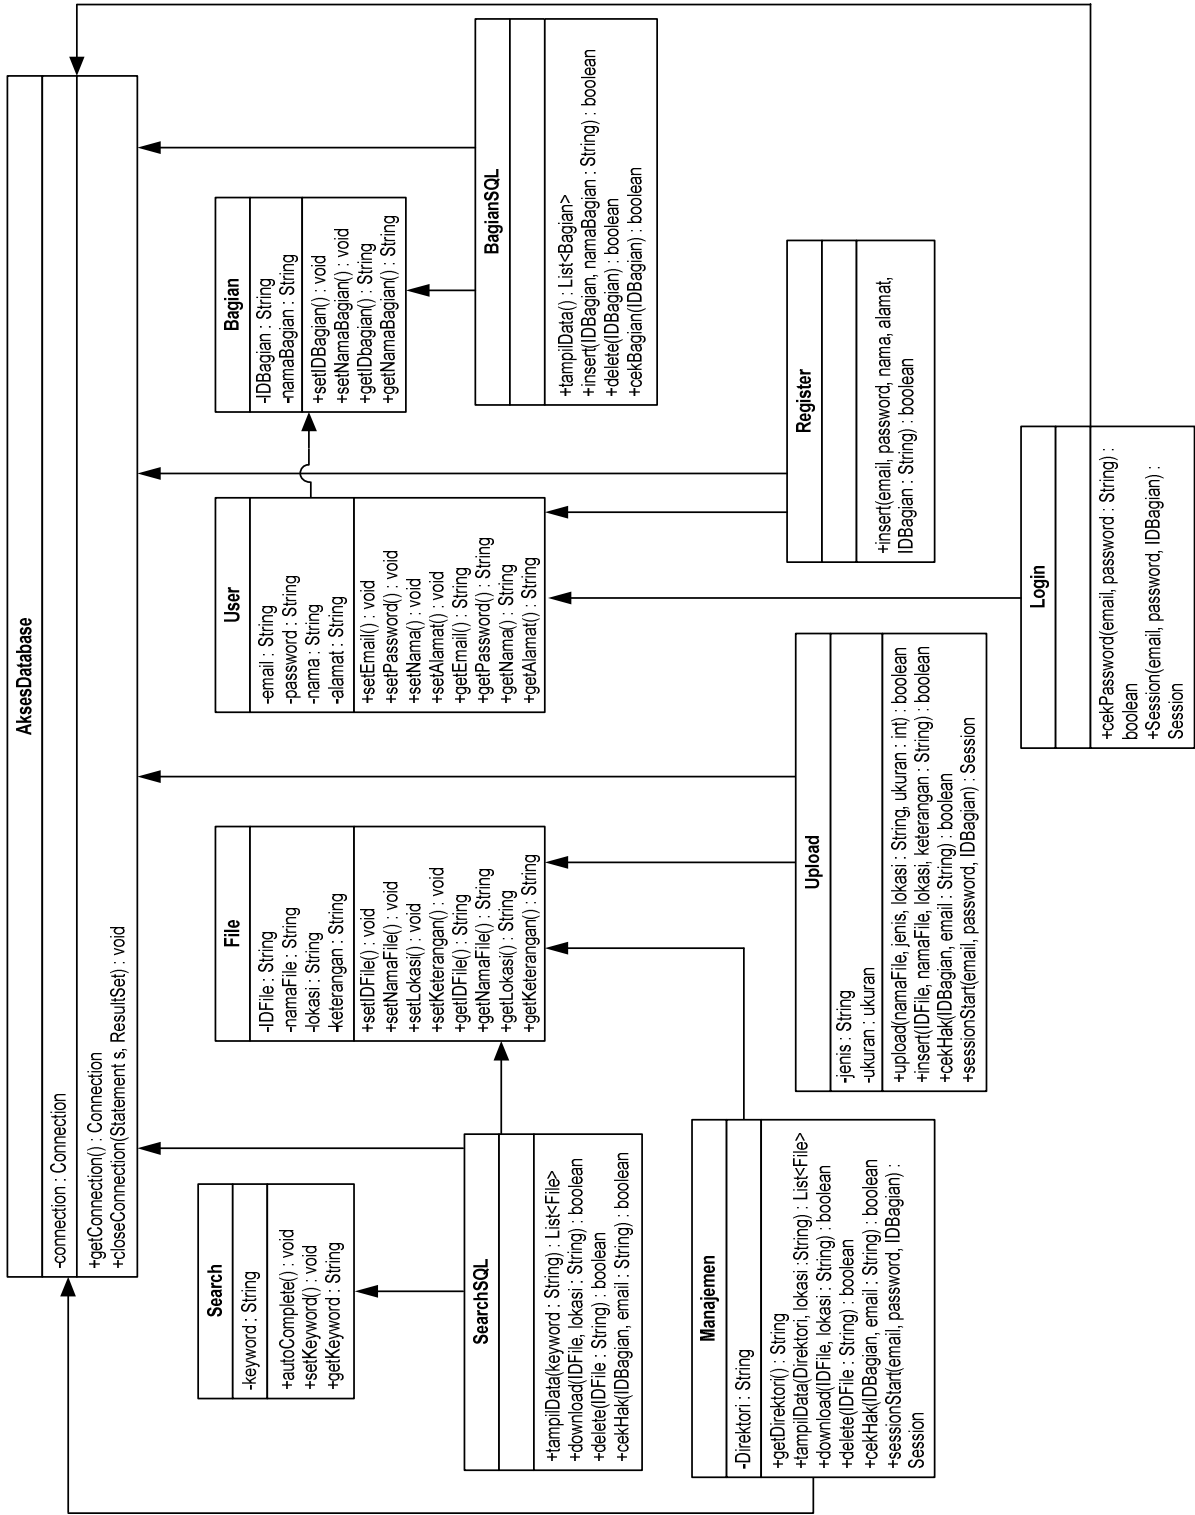 AksesDatabase
-connection : Connection
+getConnection() : Connection
+closeConnection(Statement s, ResultSet) : void
Search
-keyword : String
+autoComplete() : void
+setKeyword() : void
+getKeyword : String
File
-IDFile : String
-namaFile : String
-lokasi : String
-keterangan : String
+setIDFile() : void
+setNamaFile() : void
+setLokasi() : void
+setKeterangan() : void
+getIDFile() : String
+getNamaFile() : String
+getLokasi() : String
+getKeterangan() : String
User
-email : String
-password : String
-nama : String
-alamat : String
+setEmail() : void
+setPassword() : void
+setNama() : void
+setAlamat() : void
+getEmail() : String
+getPassword() : String
+getNama() : String
+getAlamat() : String
Bagian
-IDBagian : String
-namaBagian : String
+setIDBagian() : void
+setNamaBagian() : void
+getIDbagian() : String
+getNamaBagian() : String
SearchSQL
+tampilData(keyword : String) : List<File>
+download(IDFile, lokasi : String) : boolean
+delete(IDFile : String) : boolean
+cekHak(IDBagian, email : String) : boolean
BagianSQL
+tampilData() : List<Bagian>
+insert(IDBagian, namaBagian : String) : boolean
+delete(IDBagian) : boolean
+cekBagian(IDBagian) : boolean
Manajemen
-Direktori : String
+getDirektori() : String
+tampilData(Direktori, lokasi :String) : List<File>
+download(IDFile, lokasi : String) : boolean
+delete(IDFile : String) : boolean
+cekHak(IDBagian, email : String) : boolean
+sessionStart(email, password, IDBagian) :
Session
Upload
-jenis : String
-ukuran : ukuran
+upload(namaFile, jenis, lokasi : String, ukuran : int) : boolean
+insert(IDFile, namaFile, lokasi, keterangan : String) : boolean
+cekHak(IDBagian, email : String) : boolean
+sessionStart(email, password, IDBagian) : Session
Register
+insert(email, password, nama, alamat,
IDBagian : String) : boolean
Login
+cekPassword(email, password : String) :
boolean
+Session(email, password, IDBagian) :
Session